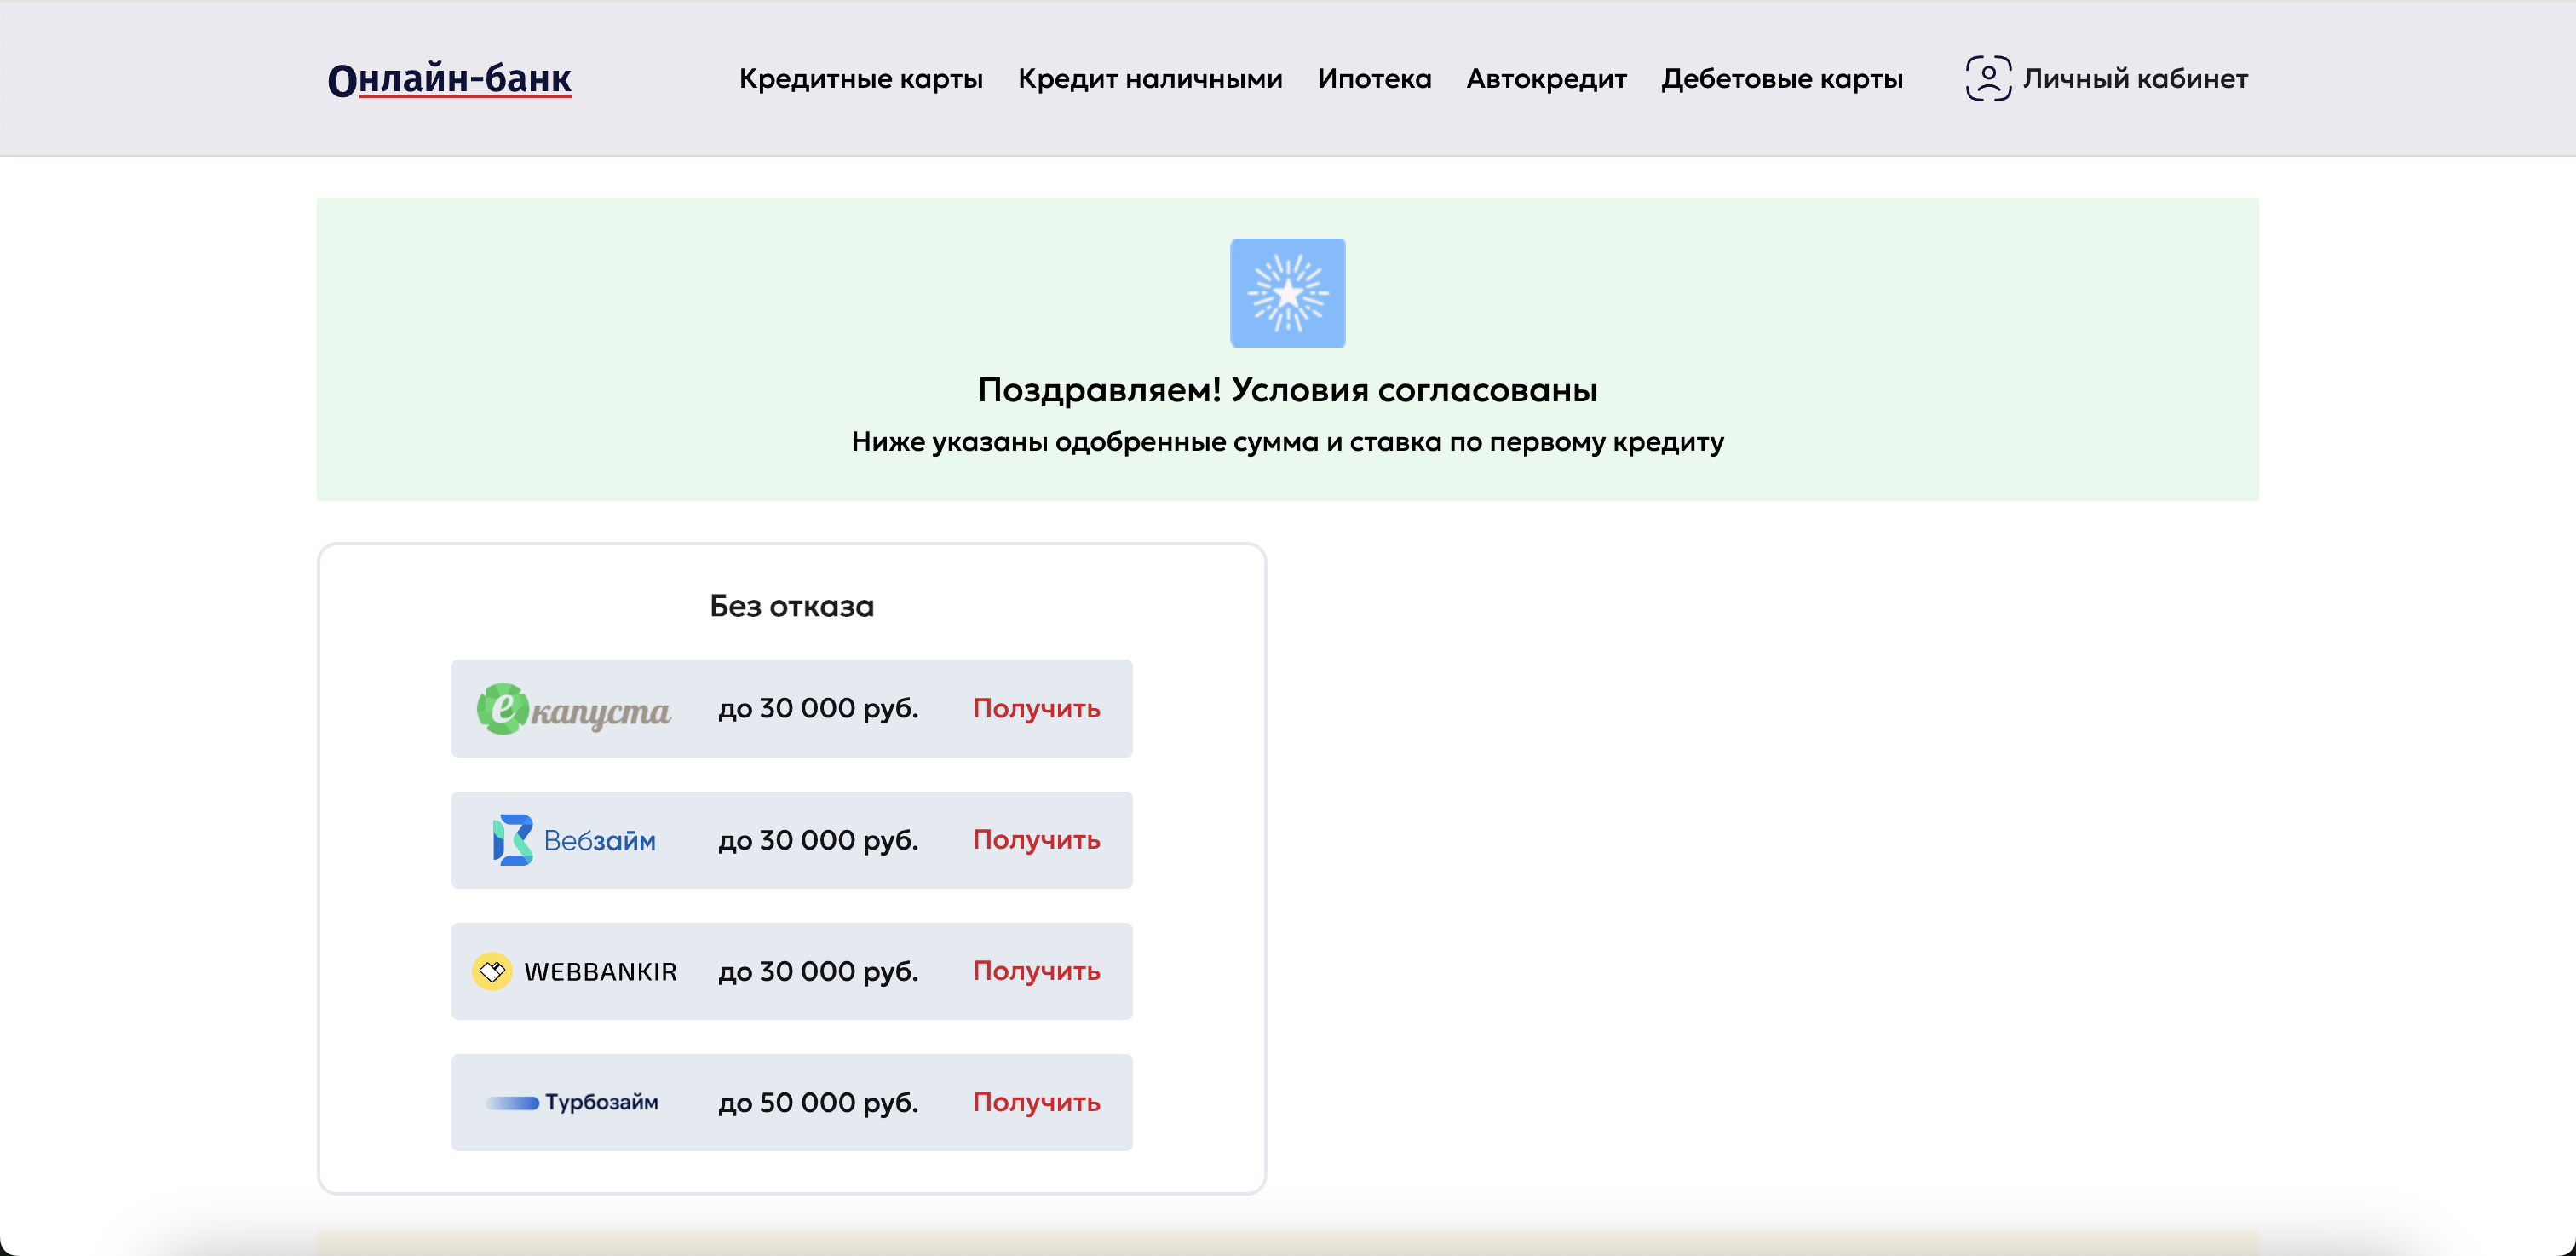 Онлайн-банк Кредитные карты Кредит наличными Ипотека Автокредит Дебетовые карты Личный кабинет
Поздравляем! Условия согласованы
Ниже указаны одобренные сумма и ставка по первому кредиту
Без отказа
екапуста до 30 000 руб. Получить
Вебзайм до 30 000 руб. Получить
WEBBANKIR до 30 000 руб. Получить
Турбозайм до 50 000 руб. Получить